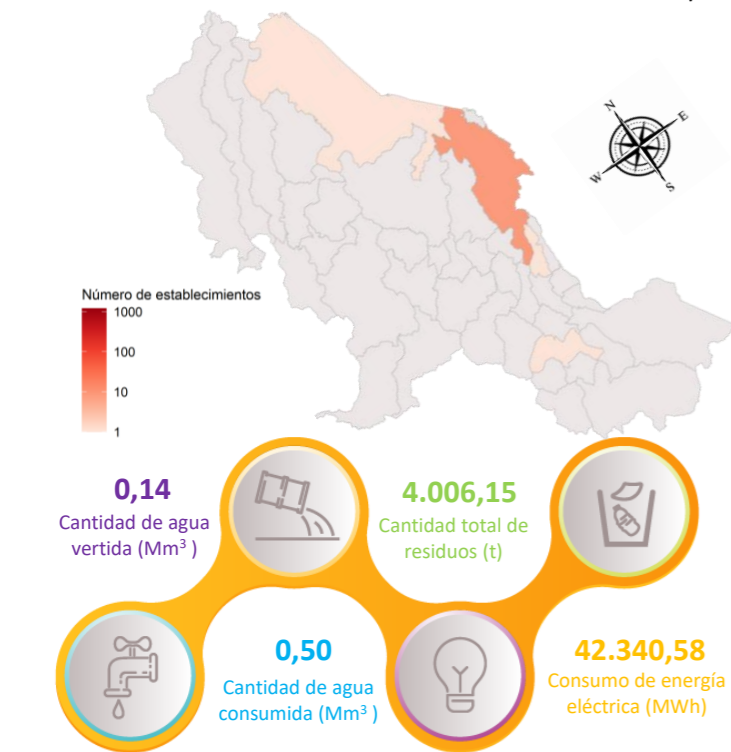 N
E
W
S
Número de establecimientos
1000
100
10
1
0,14
Cantidad de agua
vertida (Mm³ )
4.006,15
Cantidad total de
residuos (t)
0,50
Cantidad de agua
consumida (Mm³ )
42.340,58
Consumo de energía
eléctrica (MWh)